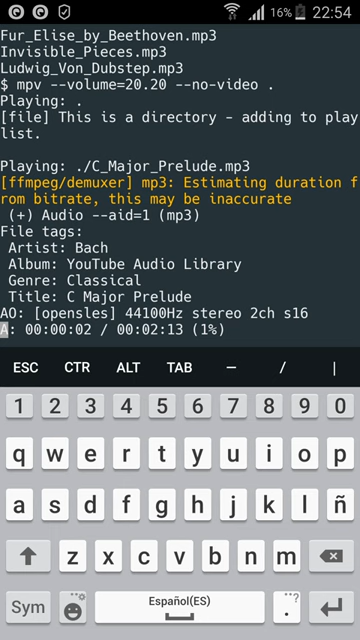 16% 22:54
Fur_Elise_by_Beethoven.mp3
Invisible_Pieces.mp3
Ludwig_Von_Dubstep.mp3
$ mpv --volume=20.20 --no-video .
Playing: .
[file] This is a directory - adding to play
list.
Playing: ./C_Major_Prelude.mp3
[ffmpeg/demuxer] mp3: Estimating duration f
rom bitrate, this may be inaccurate
(+) Audio --aid=1 (mp3)
File tags:
Artist: Bach
Album: YouTube Audio Library
Genre: Classical
Title: C Major Prelude
AO: [opensles] 44100Hz stereo 2ch s16
A: 00:00:02 / 00:02:13 (1%)
ESC CTR ALT TAB — / |
1 2 3 4 5 6 7 8 9 0
q w e r t y u i o p
a s d f g h j k l ñ
z x c v b n m
Sym Español(ES) . ?